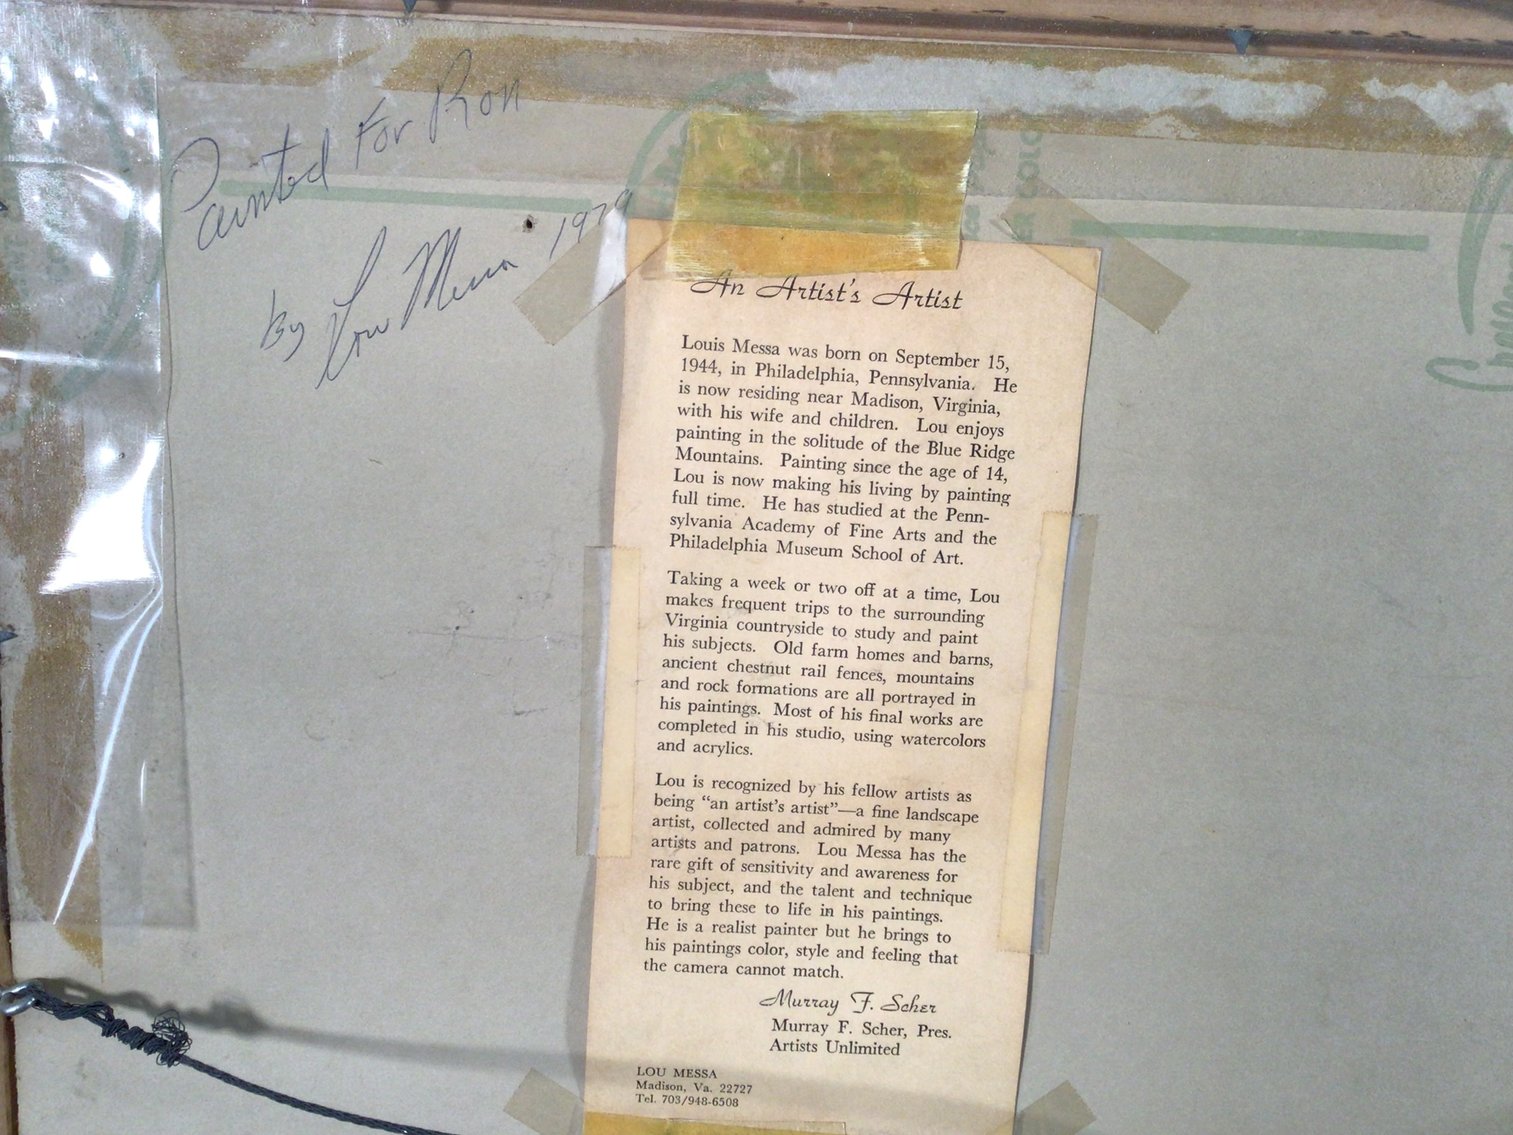 Painted For Ron
by Lou Messa 1979
An Artist's Artist
Louis Messa was born on September 15,
1944, in Philadelphia, Pennsylvania. He
is now residing near Madison, Virginia,
with his wife and children. Lou enjoys
painting in the solitude of the Blue Ridge
Mountains. Painting since the age of 14,
Lou is now making his living by painting
full time. He has studied at the Penn-
sylvania Academy of Fine Arts and the
Philadelphia Museum School of Art.
Taking a week or two off at a time, Lou
makes frequent trips to the surrounding
Virginia countryside to study and paint
his subjects. Old farm homes and barns,
ancient chestnut rail fences, mountains
and rock formations are all portrayed in
his paintings. Most of his final works are
completed in his studio, using watercolors
and acrylics.
Lou is recognized by his fellow artists as
being “an artist's artist”—a fine landscape
artist, collected and admired by many
artists and patrons. Lou Messa has the
rare gift of sensitivity and awareness for
his subject, and the talent and technique
to bring these to life in his paintings.
He is a realist painter but he brings to
his paintings color, style and feeling that
the camera cannot match.
Murray F. Scher
Murray F. Scher, Pres.
Artists Unlimited
LOU MESSA
Madison, Va. 22727
Tel. 703/948-6508